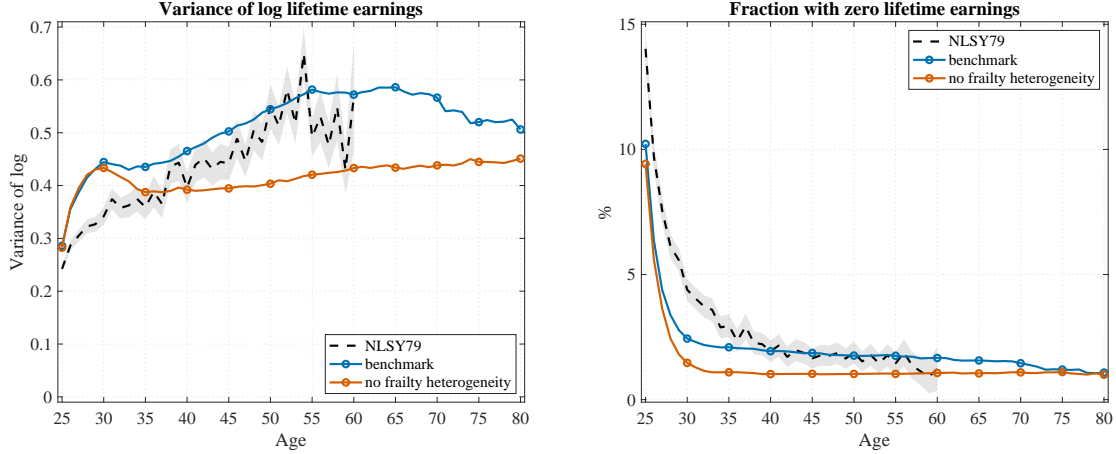 Variance of log lifetime earnings
0.7
0.6
0.5
0.4
0.3
0.2
0.1
0
Variance of log
25 30 35 40 45 50 55 60 65 70 75 80
Age
NLSY79
benchmark
no frailty heterogeneity
Fraction with zero lifetime earnings
15
10
5
0
%
25 30 35 40 45 50 55 60 65 70 75 80
Age
NLSY79
benchmark
no frailty heterogeneity